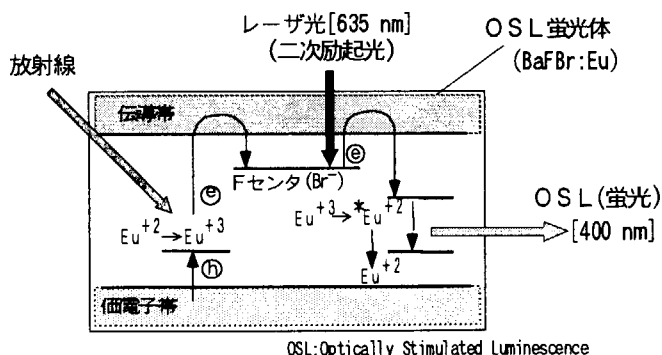 レーザ光[635 nm]
(二次励起光)
OSL蛍光体
(BaFBr:Eu)
放射線
伝導帯
ⓔ
Fセンタ(Br⁻)
ⓔ
Eu⁺²→Eu⁺³
Eu⁺³→*Eu⁺²
OSL(蛍光)
[400 nm]
ⓗ
Eu⁺²
価電子帯
OSL:Optically Stimulated Luminescence